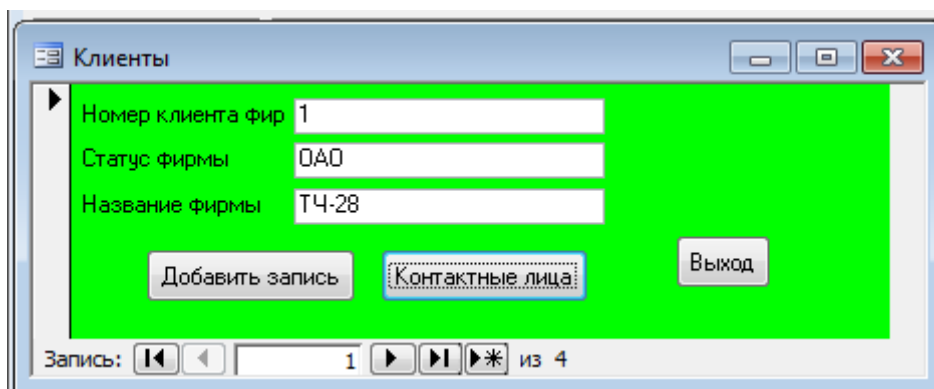 Клиенты
Номер клиента фир 1
Статус фирмы ОАО
Название фирмы ТЧ-28
Добавить запись Контактные лица Выход
Запись: 1 из 4